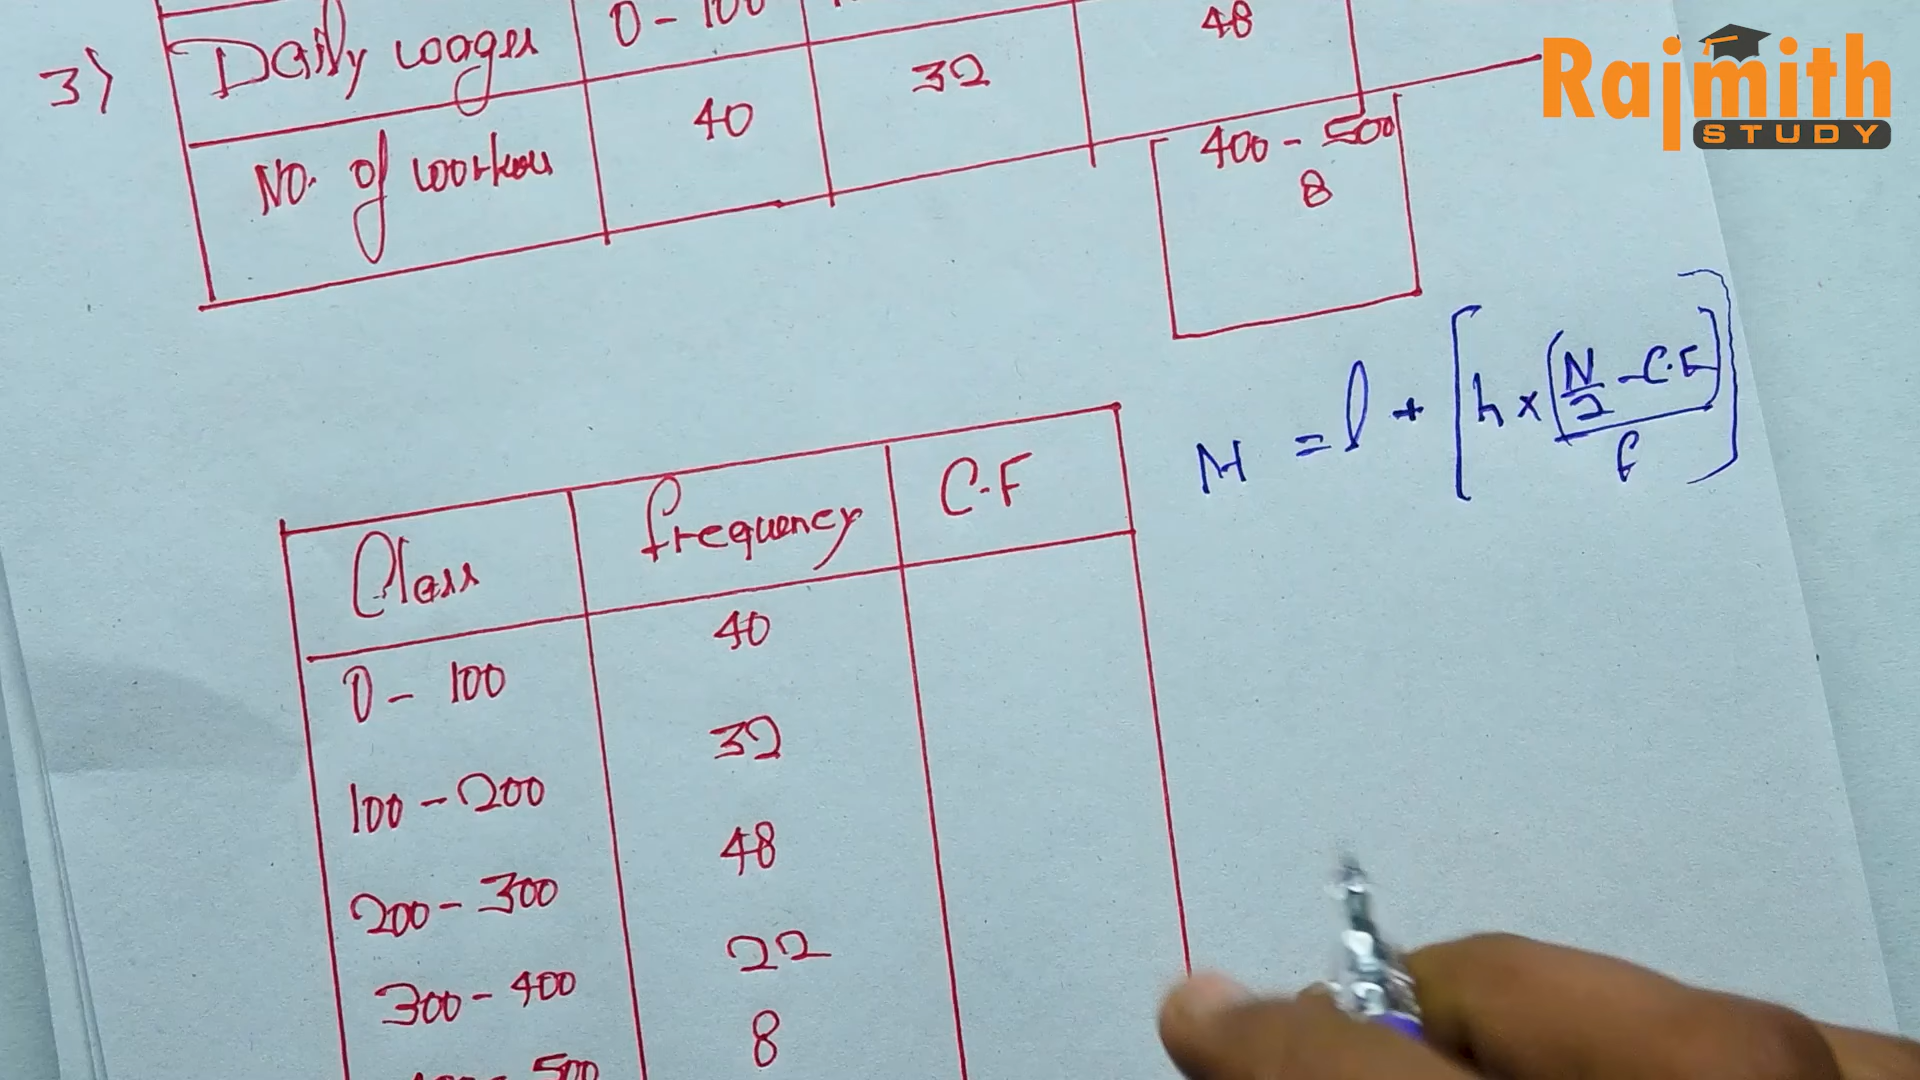 Rajmith
STUDY
3)
Daily wages 0 - 100 48
No. of workers 40 32
400 - 500
8
M = l + [h × (N/2 - C.F) / f]
Class frequency C.F
0 - 100 40
100 - 200 32
200 - 300 48
300 - 400 22
500 8